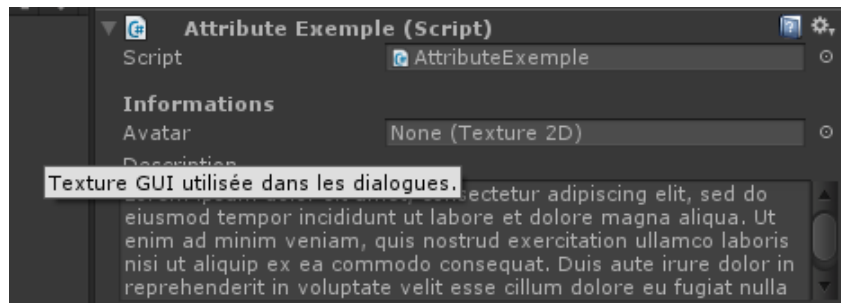 Attribute Exemple (Script)
Script AttributeExemple
Informations
Avatar None (Texture 2D)
Description
Texture GUI utilisée dans les dialogues.
consectetur adipiscing elit, sed do
eiusmod tempor incididunt ut labore et dolore magna aliqua. Ut
enim ad minim veniam, quis nostrud exercitation ullamco laboris
nisi ut aliquip ex ea commodo consequat. Duis aute irure dolor in
reprehenderit in voluptate velit esse cillum dolore eu fugiat nulla